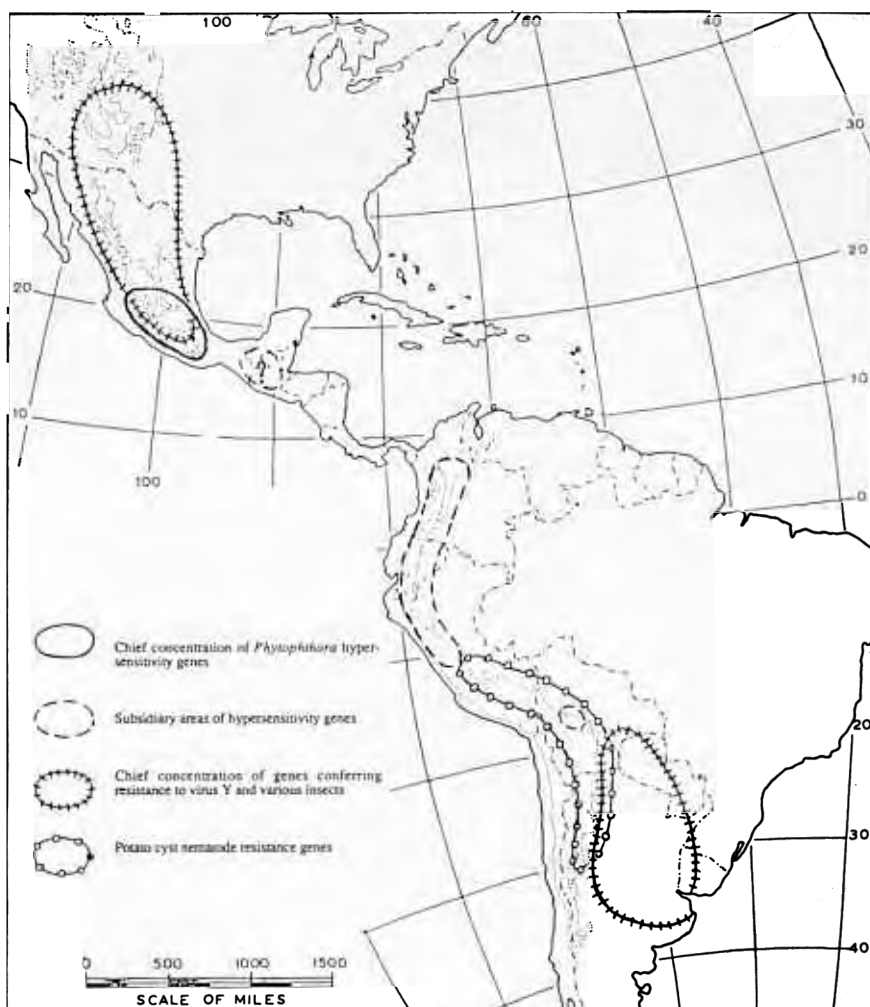 100
60
40
30
20
10
0
20
10
100
Chief concentration of Phytophthora hyper-
sensitivity genes
Subsidiary areas of hypersensitivity genes
Chief concentration of genes conferring
resistance to virus Y and various insects
Potato cyst nematode resistance genes
20
30
40
0 500 1000 1500
SCALE OF MILES